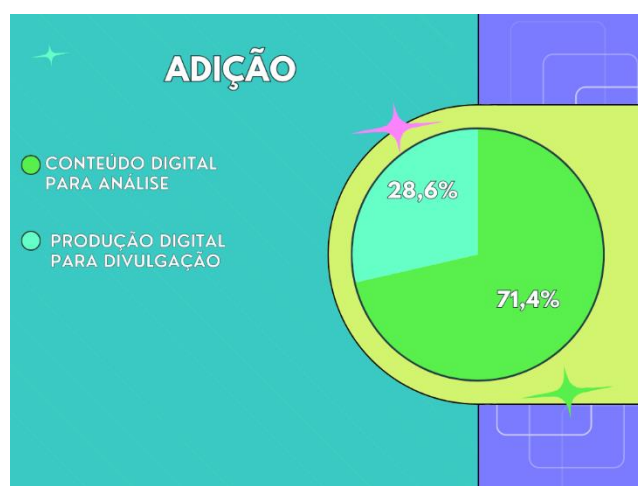 ADIÇÃO
CONTEÚDO DIGITAL
PARA ANÁLISE
PRODUÇÃO DIGITAL
PARA DIVULGAÇÃO
28,6%
71,4%